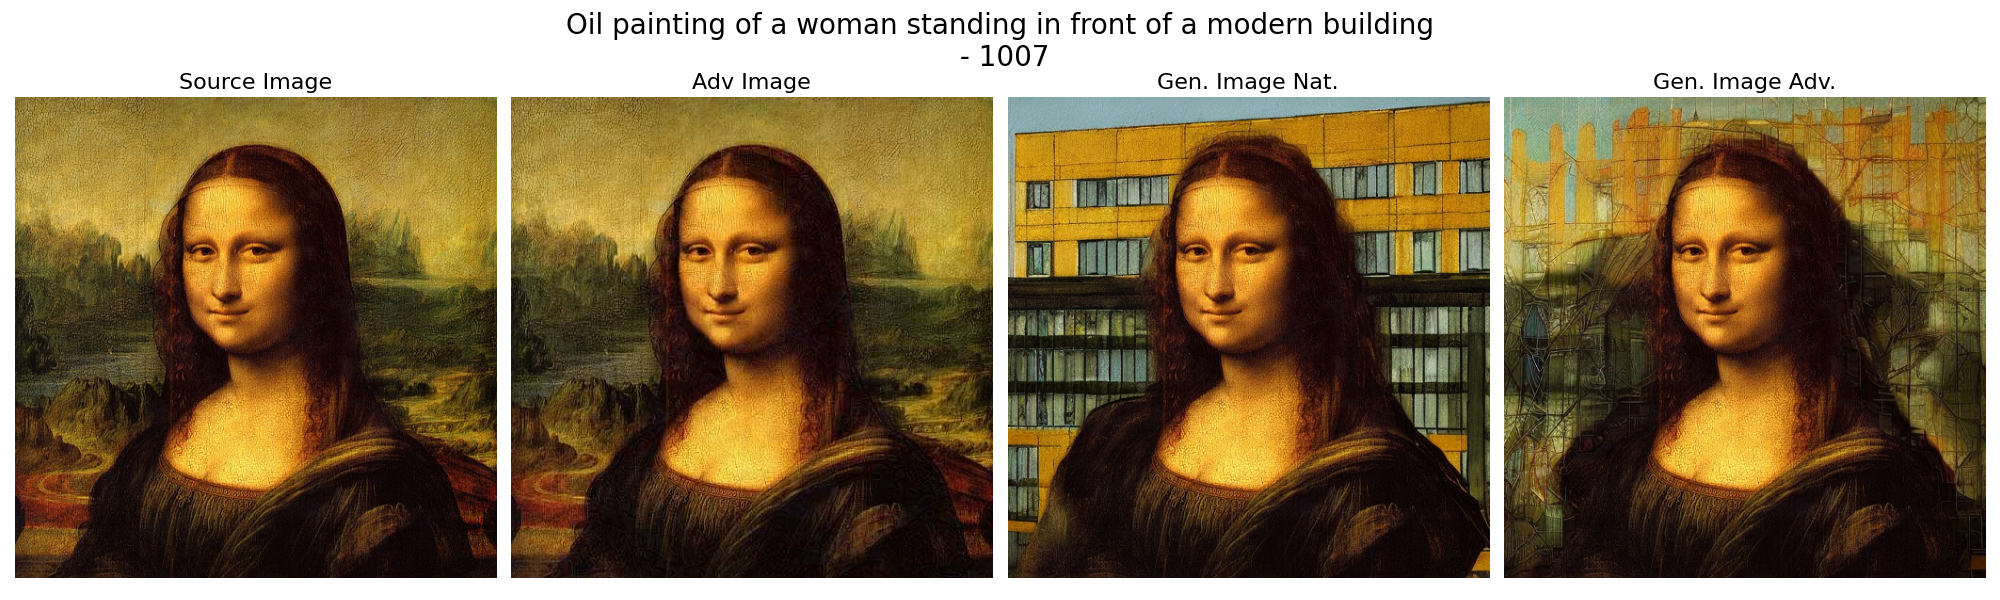 Oil painting of a woman standing in front of a modern building
- 1007
Source Image
Adv Image
Gen. Image Nat.
Gen. Image Adv.